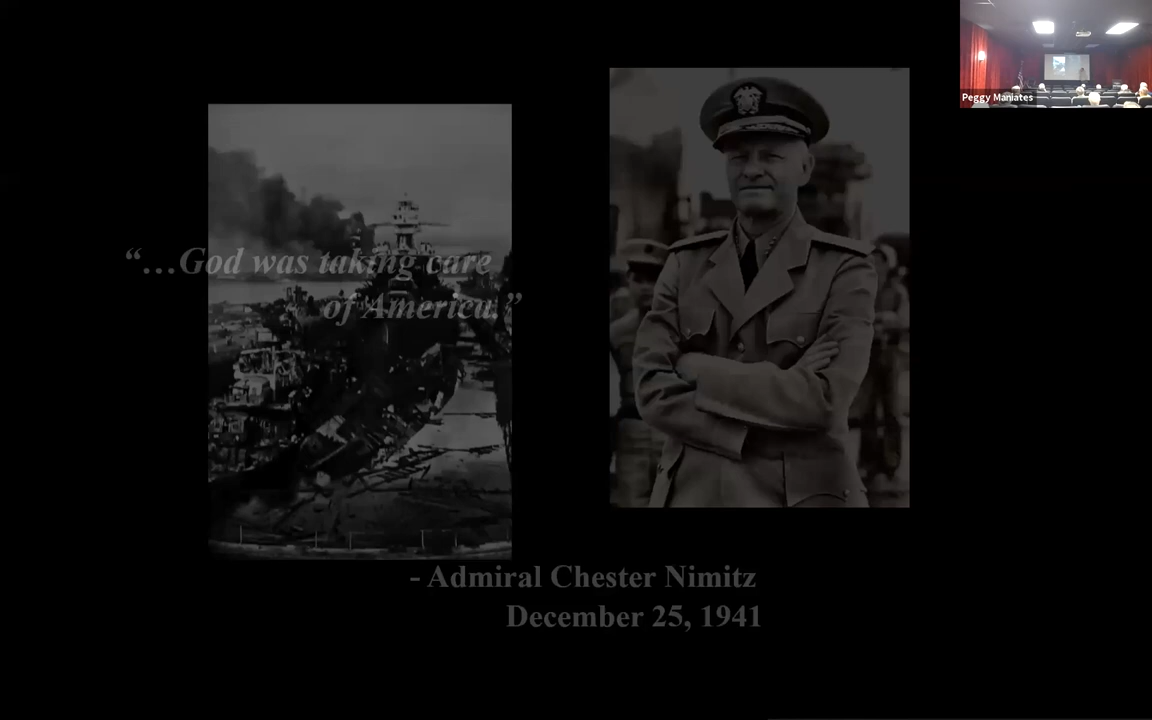 Peggy Maniates
“…God was taking care
of America.”
- Admiral Chester Nimitz
December 25, 1941